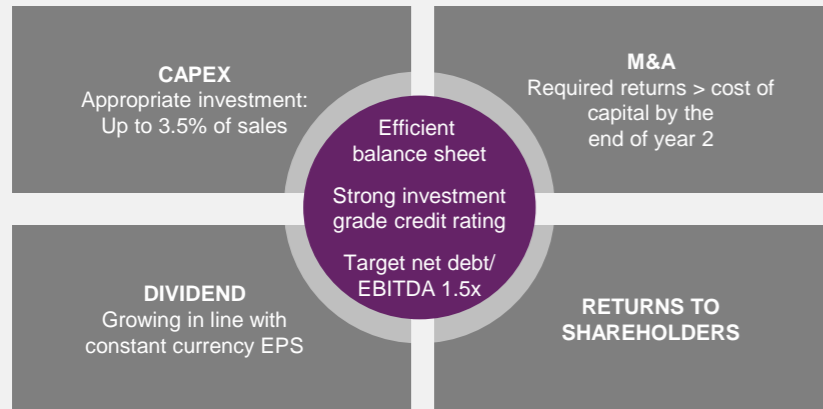 CAPEX
Appropriate investment:
Up to 3.5% of sales
M&A
Required returns > cost of
capital by the
end of year 2
Efficient
balance sheet
Strong investment
grade credit rating
Target net debt/
EBITDA 1.5x
DIVIDEND
Growing in line with
constant currency EPS
RETURNS TO
SHAREHOLDERS